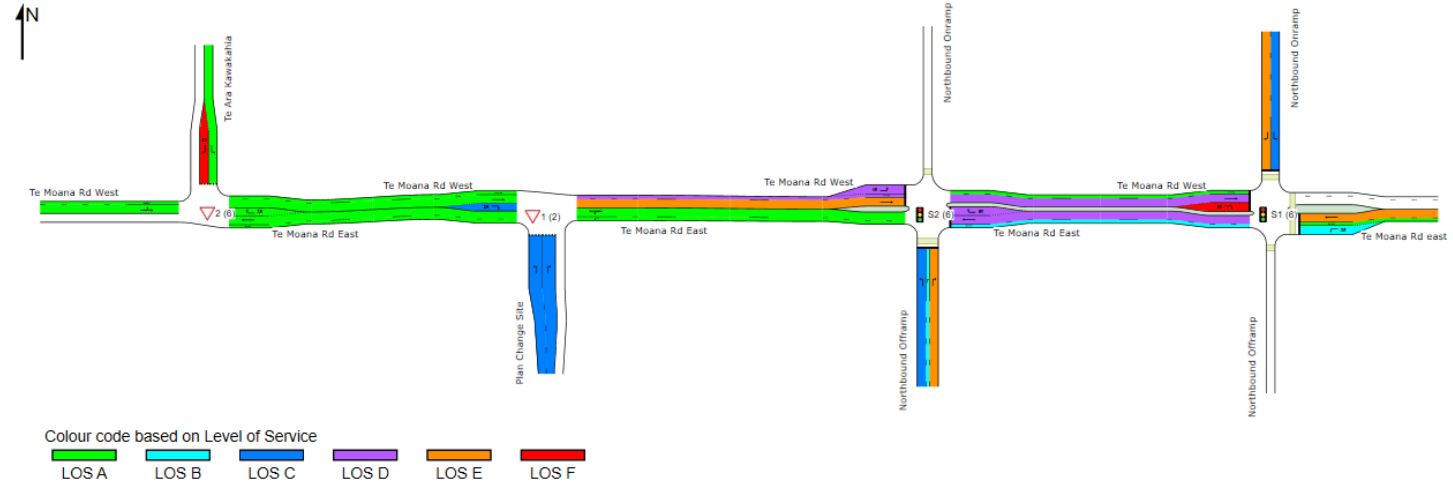 N
Te Ara Kawakahia
Northbound Onramp
Northbound Onramp
Te Moana Rd West
Te Moana Rd West
Te Moana Rd West
Te Moana Rd West
2 (6)
1 (2)
S2 (6)
S1 (6)
Te Moana Rd East
Te Moana Rd East
Te Moana Rd East
Te Moana Rd east
Plan Change Site
Northbound Offramp
Northbound Offramp
Colour code based on Level of Service
LOS A LOS B LOS C LOS D LOS E LOS F